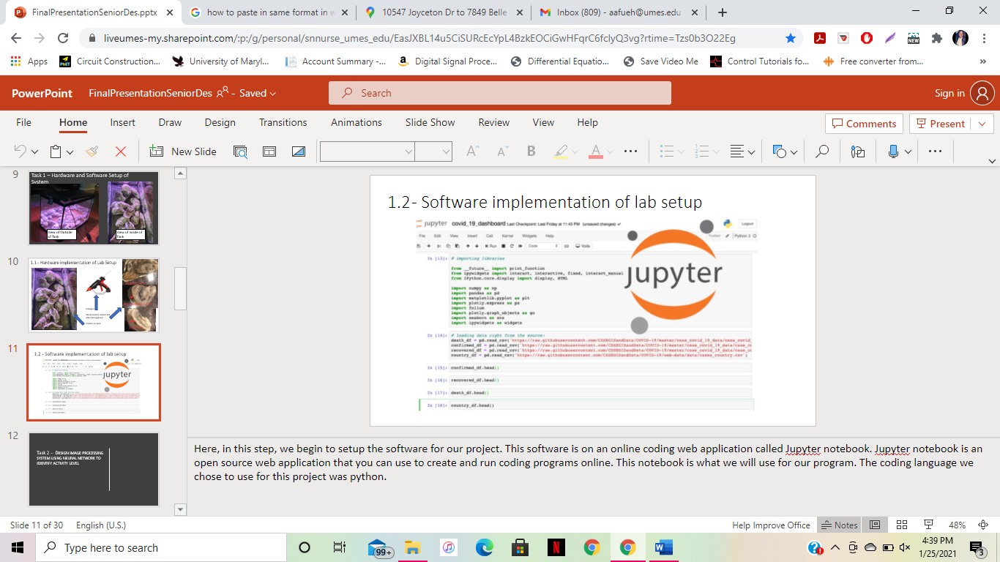 FinalPresentationSeniorDes.pptx
how to paste in same format in w
10547 Joyceton Dr to 7849 Belle
Inbox (809) - aafueh@umes.edu
liveumes-my.sharepoint.com/:p:/g/personal/snnurse_umes_edu/EasJXBL14u5CiSURcEcYpL4BzkEOCiGwHFqrC6fclyQ3vg?rtime=Tzs0b3O22Eg
NEW
Apps
PhET
Circuit Construction...
University of Maryl...
Account Summary -...
Digital Signal Proce...
Differential Equatio...
Save Video Me
Control Tutorials fo...
Free converter from...
PowerPoint
FinalPresentationSeniorDes - Saved
Search
Sign in
File Home Insert Draw Design Transitions Animations Slide Show Review View Help
Comments
Present
New Slide
9
Task 1 – Hardware and Software Setup of
System
View of Outside
of Tank
View of Inside of
Tank
10
1.1 - Hardware implementation of Lab Setup
11
1.2 - Software implementation of lab setup
jupyter
12
Task 2 – Design image processing
system using neural network to
identify activity level
1.2- Software implementation of lab setup
jupyter covid_19_dashboard Last Checkpoint: Last Friday at 11:45 PM (unsaved changes)
Logout
File Edit View Insert Cell Kernel Widgets Help
Trusted
Python 3
Run
Code
Voila
jupyter
In [13]: # importing libraries
from __future__ import print_function
from ipywidgets import interact, interactive, fixed, interact_manual
from IPython.core.display import display, HTML
import numpy as np
import pandas as pd
import matplotlib.pyplot as plt
import plotly.express as px
import folium
import plotly.graph_objects as go
import seaborn as sns
import ipywidgets as widgets
In [14]: # loading data right from the source:
death_df = pd.read_csv('https://raw.githubusercontent.com/CSSEGISandData/COVID-19/master/csse_covid_19_data/csse_covid_
confirmed_df = pd.read_csv('https://raw.githubusercontent.com/CSSEGISandData/COVID-19/master/csse_covid_19_data/csse_co
recovered_df = pd.read_csv('https://raw.githubusercontent.com/CSSEGISandData/COVID-19/master/csse_covid_19_data/csse_co
country_df = pd.read_csv('https://raw.githubusercontent.com/CSSEGISandData/COVID-19/web-data/data/cases_country.csv')
In [15]: confirmed_df.head()
In [16]: recovered_df.head()
In [17]: death_df.head()
In [18]: country_df.head()
Here, in this step, we begin to setup the software for our project. This software is on an online coding web application called Jupyter notebook. Jupyter notebook is an
open source web application that you can use to create and run coding programs online. This notebook is what we will use for our program. The coding language we
chose to use for this project was python.
Slide 11 of 30
English (U.S.)
Help Improve Office
Notes
48%
Type here to search
99+
4:39 PM
1/25/2021
3